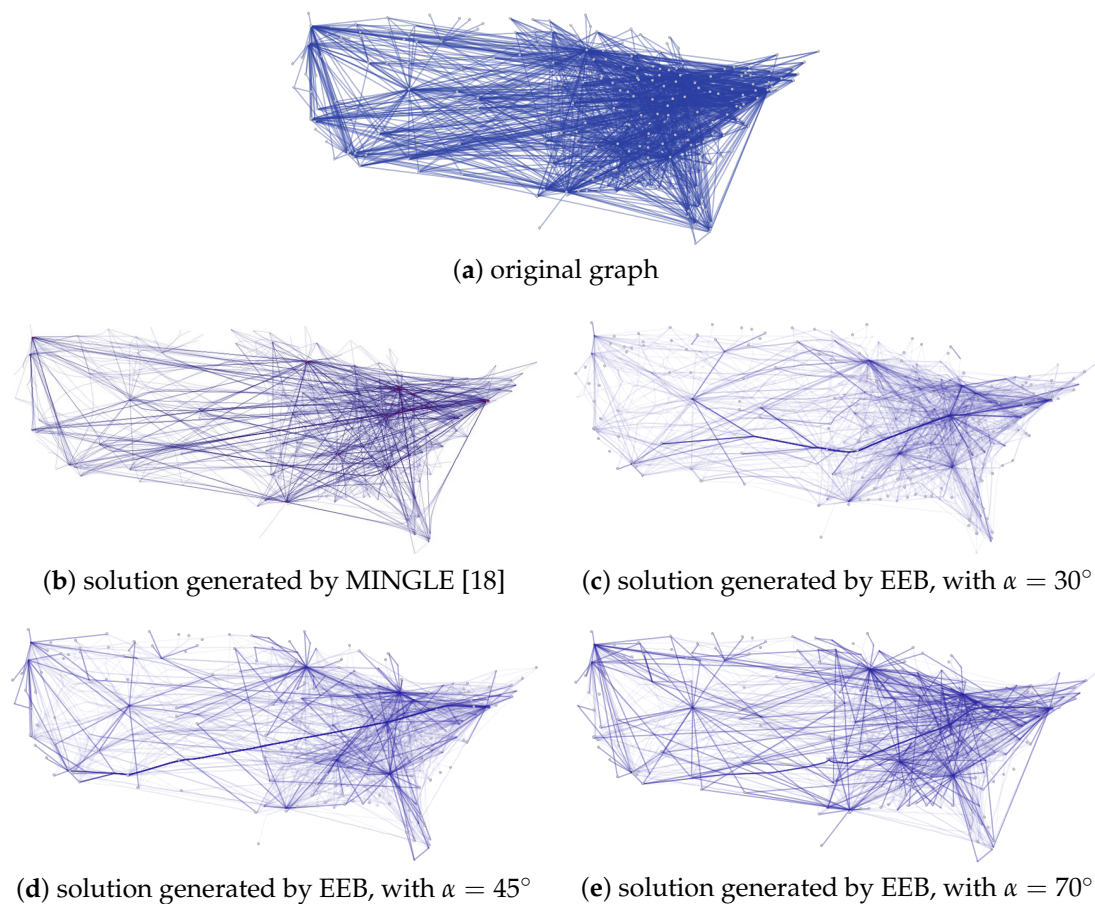 (a) original graph
(b) solution generated by MINGLE [18]
(c) solution generated by EEB, with α = 30°
(d) solution generated by EEB, with α = 45°
(e) solution generated by EEB, with α = 70°